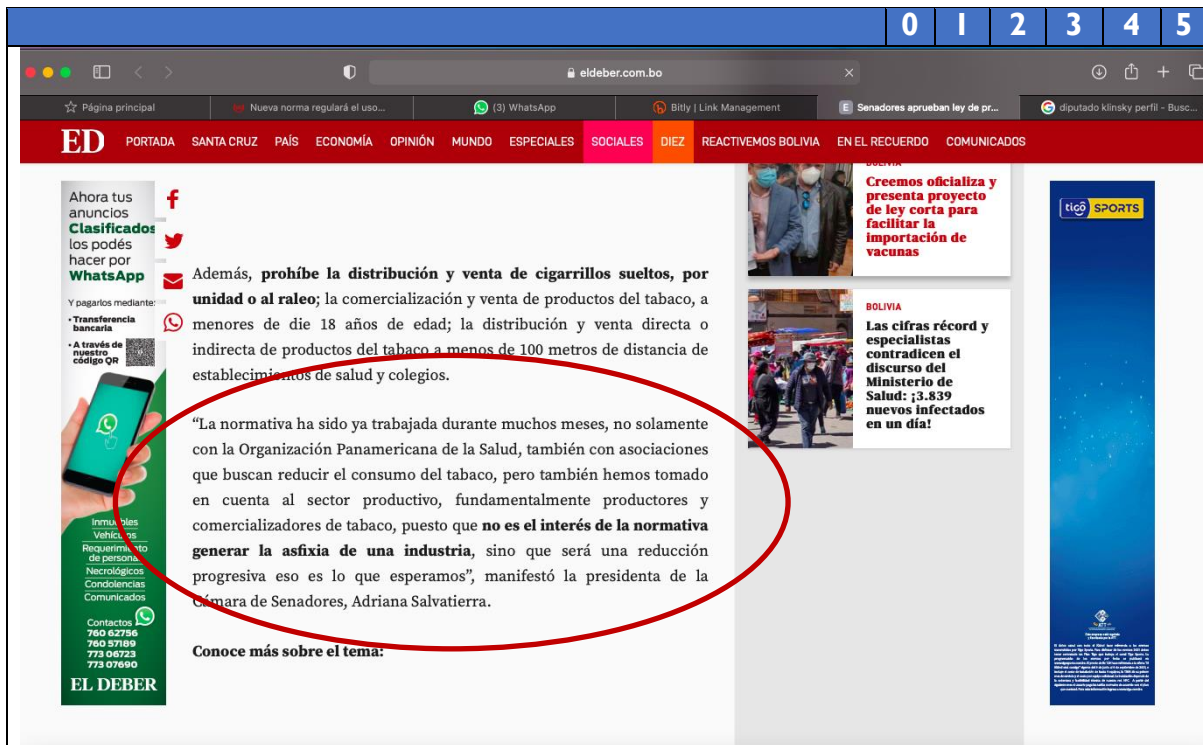 0 1 2 3 4 5
eldeber.com.bo
Página principal
Nueva norma regulará el uso...
(3) WhatsApp
Bitly | Link Management
E Senadores aprueban ley de pr...
diputado klinsky perfil - Busc...
ED PORTADA SANTA CRUZ PAÍS ECONOMÍA OPINIÓN MUNDO ESPECIALES SOCIALES DIEZ REACTIVEMOS BOLIVIA EN EL RECUERDO COMUNICADOS
Ahora tus
anuncios
Clasificados
los podés
hacer por
WhatsApp
Y pagarlos mediante:
• Transferencia
bancaria
• A través de
nuestro
código QR
Inmuebles
Vehículos
Requerimiento
de personal
Necrológicos
Condolencias
Comunicados
Contactos
760 62756
760 57189
773 06723
773 07690
EL DEBER
Además, prohíbe la distribución y venta de cigarrillos sueltos, por
unidad o al raleo; la comercialización y venta de productos del tabaco, a
menores de die 18 años de edad; la distribución y venta directa o
indirecta de productos del tabaco a menos de 100 metros de distancia de
establecimientos de salud y colegios.
“La normativa ha sido ya trabajada durante muchos meses, no solamente
con la Organización Panamericana de la Salud, también con asociaciones
que buscan reducir el consumo del tabaco, pero también hemos tomado
en cuenta al sector productivo, fundamentalmente productores y
comercializadores de tabaco, puesto que no es el interés de la normativa
generar la asfixia de una industria, sino que será una reducción
progresiva eso es lo que esperamos”, manifestó la presidenta de la
Cámara de Senadores, Adriana Salvatierra.
Conoce más sobre el tema:
BOLIVIA
Creemos oficializa y
presenta proyecto
de ley corta para
facilitar la
importación de
vacunas
BOLIVIA
Las cifras récord y
especialistas
contradicen el
discurso del
Ministerio de
Salud: ¡3.839
nuevos infectados
en un día!
tigo SPORTS